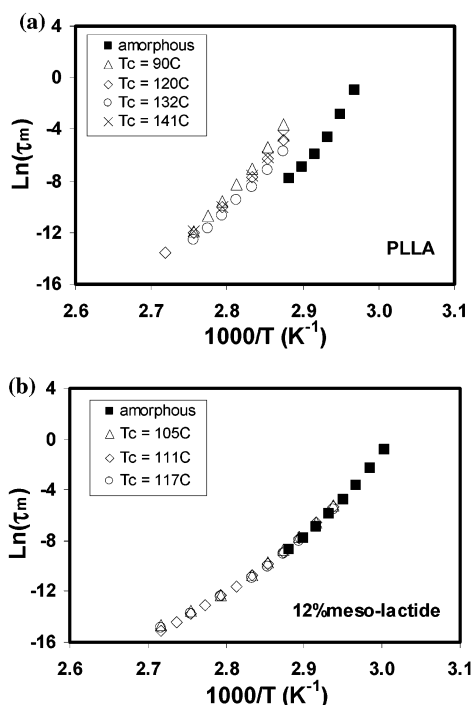 (a)
■ amorphous
△ Tc = 90C
◇ Tc = 120C
○ Tc = 132C
× Tc = 141C
4
0
-4
-8
-12
-16
Ln(τm)
PLLA
2.6 2.7 2.8 2.9 3.0 3.1
1000/T (K⁻¹)
(b)
■ amorphous
△ Tc = 105C
◇ Tc = 111C
○ Tc = 117C
4
0
-4
-8
-12
-16
Ln(τm)
12%meso-lactide
2.6 2.7 2.8 2.9 3.0 3.1
1000/T (K⁻¹)